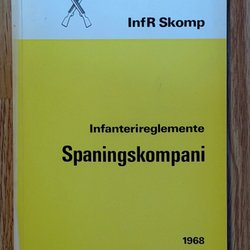 InfR Skomp
Infanterireglemente
Spaningskompani
1968